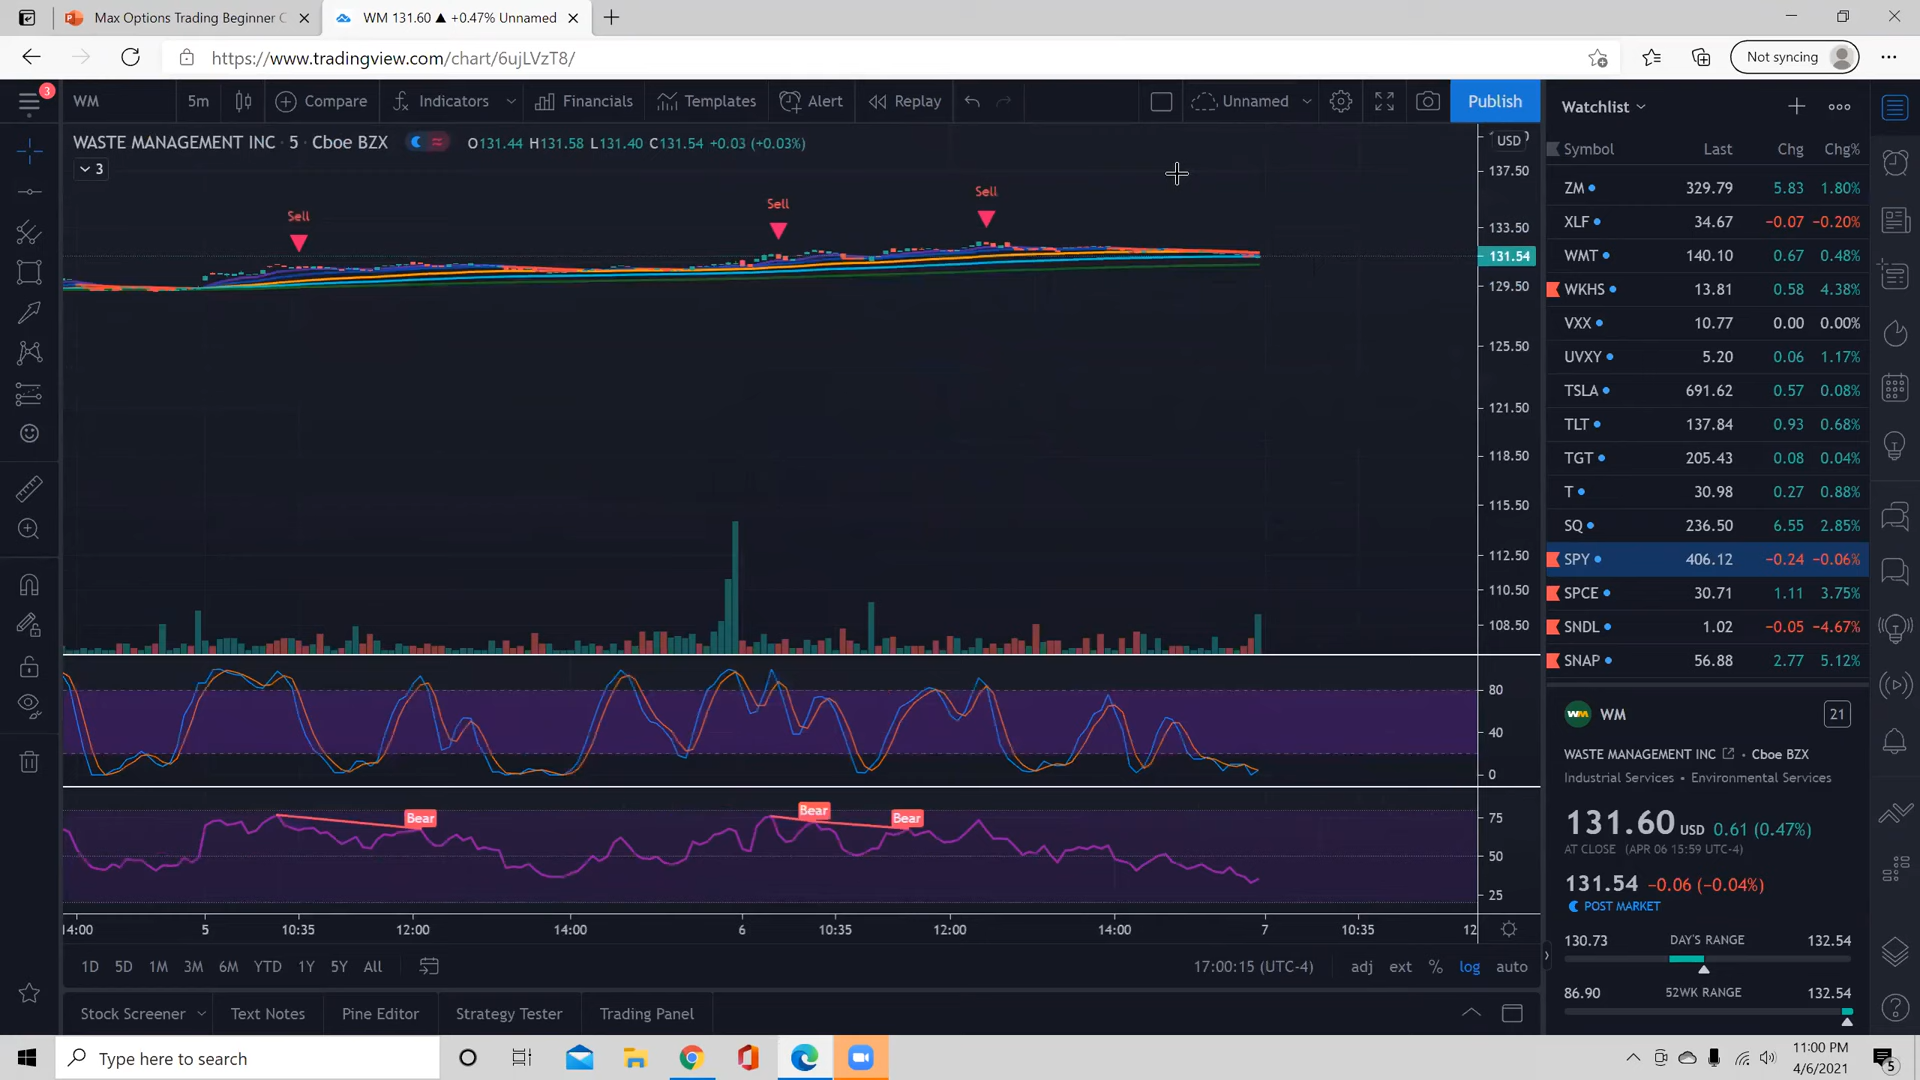 Max Options Trading Beginner C
WM 131.60 ▲ +0.47% Unnamed
https://www.tradingview.com/chart/6ujLVzT8/
Not syncing
3
WM 5m Compare Indicators Financials Templates Alert Replay Unnamed Publish
WASTE MANAGEMENT INC · 5 · Cboe BZX O131.44 H131.58 L131.40 C131.54 +0.03 (+0.03%)
3
USD
137.50
133.50
131.54
129.50
125.50
121.50
118.50
115.50
112.50
110.50
108.50
Sell
Sell
Sell
80
40
0
Bear
Bear
Bear
75
50
25
14:00 5 10:35 12:00 14:00 6 10:35 12:00 14:00 7 10:35 12
1D 5D 1M 3M 6M YTD 1Y 5Y All 17:00:15 (UTC-4) adj ext % log auto
Stock Screener Text Notes Pine Editor Strategy Tester Trading Panel
Watchlist
Symbol Last Chg Chg%
ZM 329.79 5.83 1.80%
XLF 34.67 −0.07 −0.20%
WMT 140.10 0.67 0.48%
WKHS 13.81 0.58 4.38%
VXX 10.77 0.00 0.00%
UVXY 5.20 0.06 1.17%
TSLA 691.62 0.57 0.08%
TLT 137.84 0.93 0.68%
TGT 205.43 0.08 0.04%
T 30.98 0.27 0.88%
SQ 236.50 6.55 2.85%
SPY 406.12 −0.24 −0.06%
SPCE 30.71 1.11 3.75%
SNDL 1.02 −0.05 −4.67%
SNAP 56.88 2.77 5.12%
WM WM 21
WASTE MANAGEMENT INC • Cboe BZX
Industrial Services • Environmental Services
131.60 USD 0.61 (0.47%)
AT CLOSE (APR 06 15:59 UTC-4)
131.54 −0.06 (−0.04%)
POST MARKET
130.73 DAY'S RANGE 132.54
86.90 52WK RANGE 132.54
Type here to search
11:00 PM
4/6/2021
5